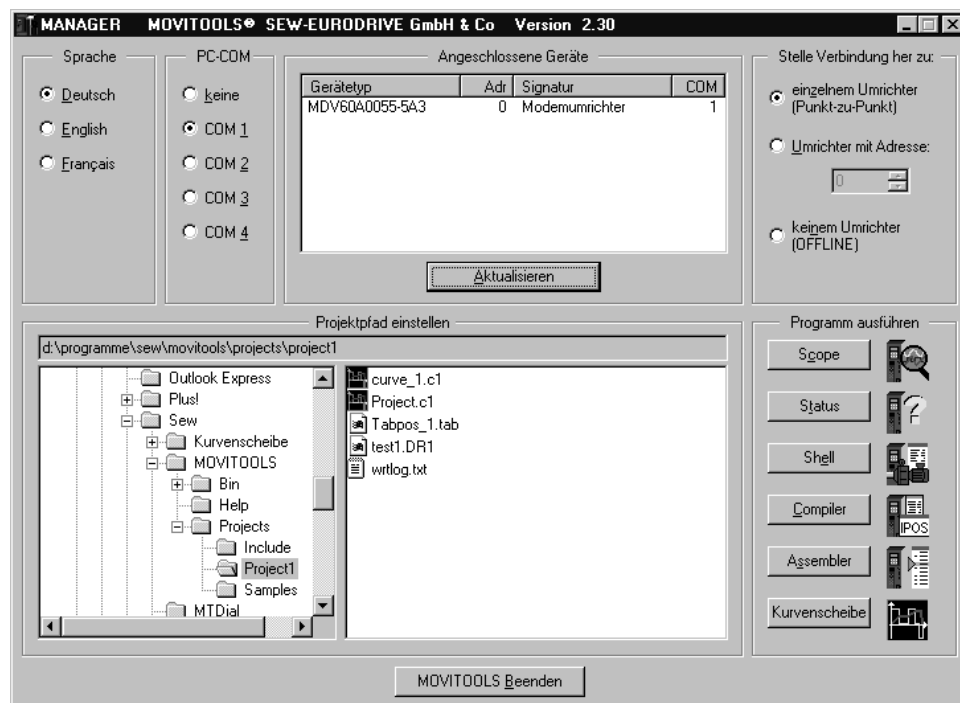 MANAGER MOVITOOLS® SEW-EURODRIVE GmbH & Co Version 2.30
Sprache
Deutsch
English
Français
PC-COM
keine
COM 1
COM 2
COM 3
COM 4
Angeschlossene Geräte
Gerätetyp Adr Signatur COM
MDV60A0055-5A3 0 Modemumrichter 1
Aktualisieren
Stelle Verbindung her zu:
einzelnem Umrichter
(Punkt-zu-Punkt)
Umrichter mit Adresse:
0
keinem Umrichter
(OFFLINE)
Projektpfad einstellen
d:\programme\sew\movitools\projects\project1
Outlook Express
Plus!
Sew
Kurvenscheibe
MOVITOOLS
Bin
Help
Projects
Include
Project1
Samples
MTDial
curve_1.c1
Project.c1
Tabpos_1.tab
test1.DR1
wrtlog.txt
Programm ausführen
Scope
Status
Shell
Compiler
IPOS
Assembler
Kurvenscheibe
MOVITOOLS Beenden